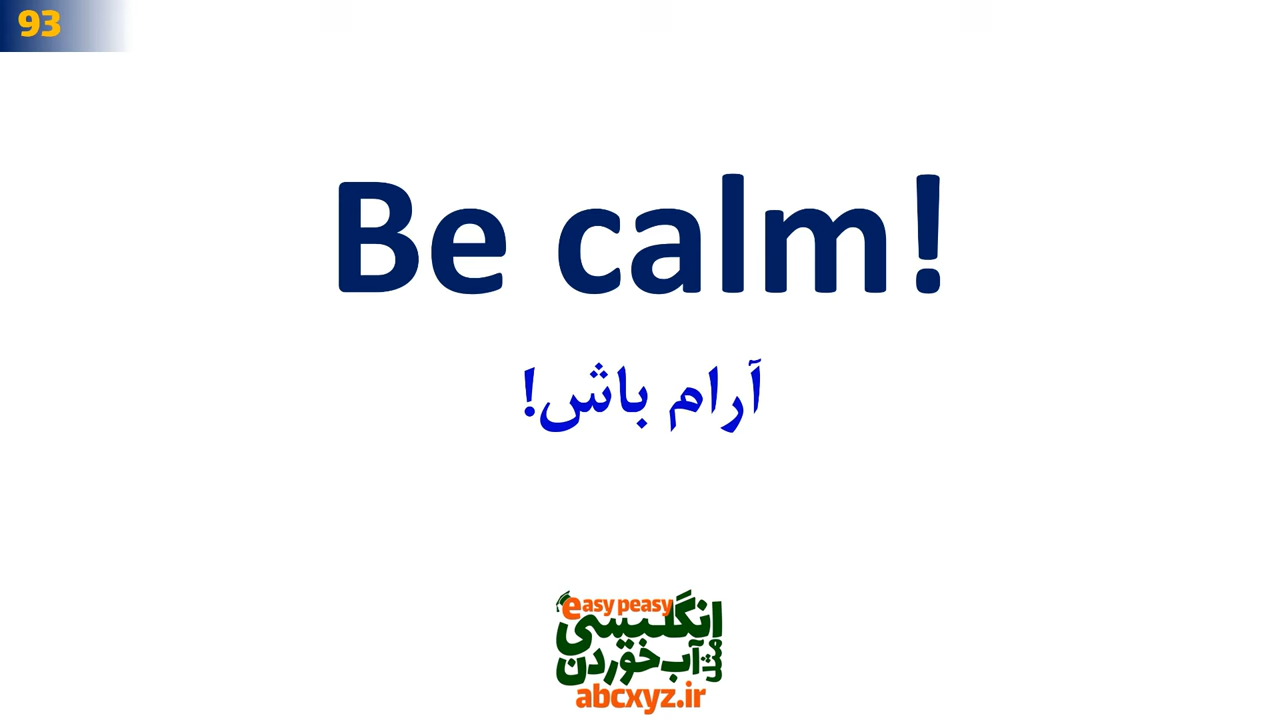 93
Be calm!
آرام باش!
easy peasy
انگلیسی
مثل آب خوردن
abcxyz.ir